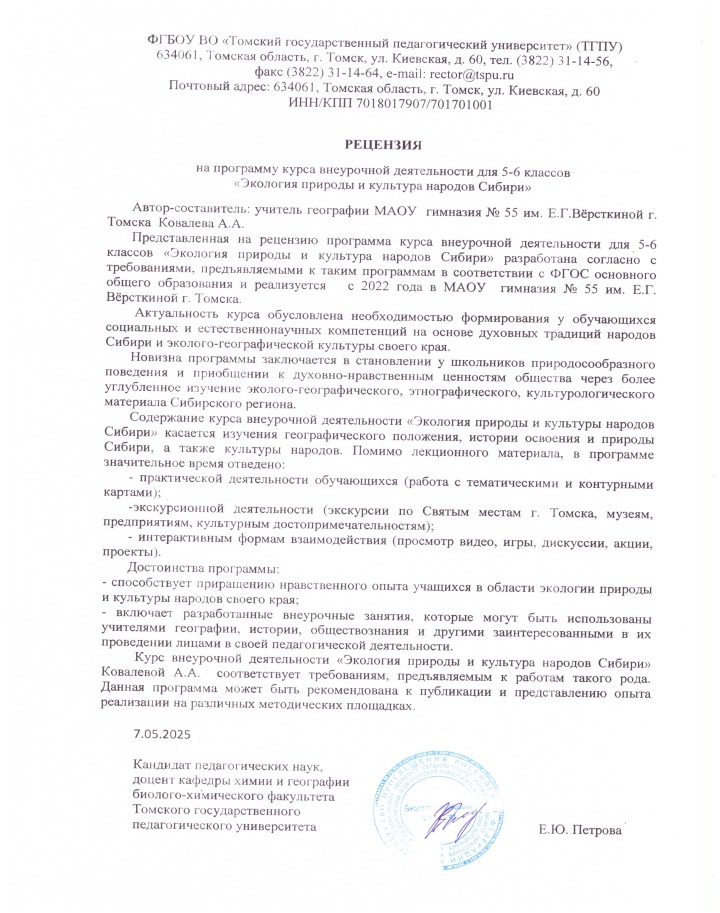 ФГБОУ ВО «Томский государственный педагогический университет» (ТГПУ)
634061, Томская область, г. Томск, ул. Киевская, д. 60, тел. (3822) 31-14-56,
факс (3822) 31-14-64, e-mail: rector@tspu.ru
Почтовый адрес: 634061, Томская область, г. Томск, ул. Киевская, д. 60
ИНН/КПП 7018017907/701701001
РЕЦЕНЗИЯ
на программу курса внеурочной деятельности для 5-6 классов
«Экология природы и культура народов Сибири»
Автор-составитель: учитель географии МАОУ гимназия № 55 им. Е.Г.Вёрсткиной г.
Томска Ковалева А.А.
Представленная на рецензию программа курса внеурочной деятельности для 5-6
классов «Экология природы и культура народов Сибири» разработана согласно с
требованиями, предъявляемыми к таким программам в соответствии с ФГОС основного
общего образования и реализуется с 2022 года в МАОУ гимназия № 55 им. Е.Г.
Вёрсткиной г. Томска.
Актуальность курса обусловлена необходимостью формирования у обучающихся
социальных и естественнонаучных компетенций на основе духовных традиций народов
Сибири и эколого-географической культуры своего края.
Новизна программы заключается в становлении у школьников природосообразного
поведения и приобщении к духовно-нравственным ценностям общества через более
углубленное изучение эколого-географического, этнографического, культурологического
материала Сибирского региона.
Содержание курса внеурочной деятельности «Экология природы и культуры народов
Сибири» касается изучения географического положения, истории освоения и природы
Сибири, а также культуры народов. Помимо лекционного материала, в программе
значительное время отведено:
- практической деятельности обучающихся (работа с тематическими и контурными
картами);
-экскурсионной деятельности (экскурсии по Святым местам г. Томска, музеям,
предприятиям, культурным достопримечательностям);
- интерактивным формам взаимодействия (просмотр видео, игры, дискуссии, акции,
проекты).
Достоинства программы:
- способствует приращению нравственного опыта учащихся в области экологии природы
и культуры народов своего края;
- включает разработанные внеурочные занятия, которые могут быть использованы
учителями географии, истории, обществознания и другими заинтересованными в их
проведении лицами в своей педагогической деятельности.
Курс внеурочной деятельности «Экология природы и культура народов Сибири»
Ковалевой А.А. соответствует требованиям, предъявляемым к работам такого рода.
Данная программа может быть рекомендована к публикации и представлению опыта
реализации на различных методических площадках.
7.05.2025
Кандидат педагогических наук,
доцент кафедры химии и географии
биолого-химического факультета
Томского государственного
педагогического университета
Е.Ю. Петрова